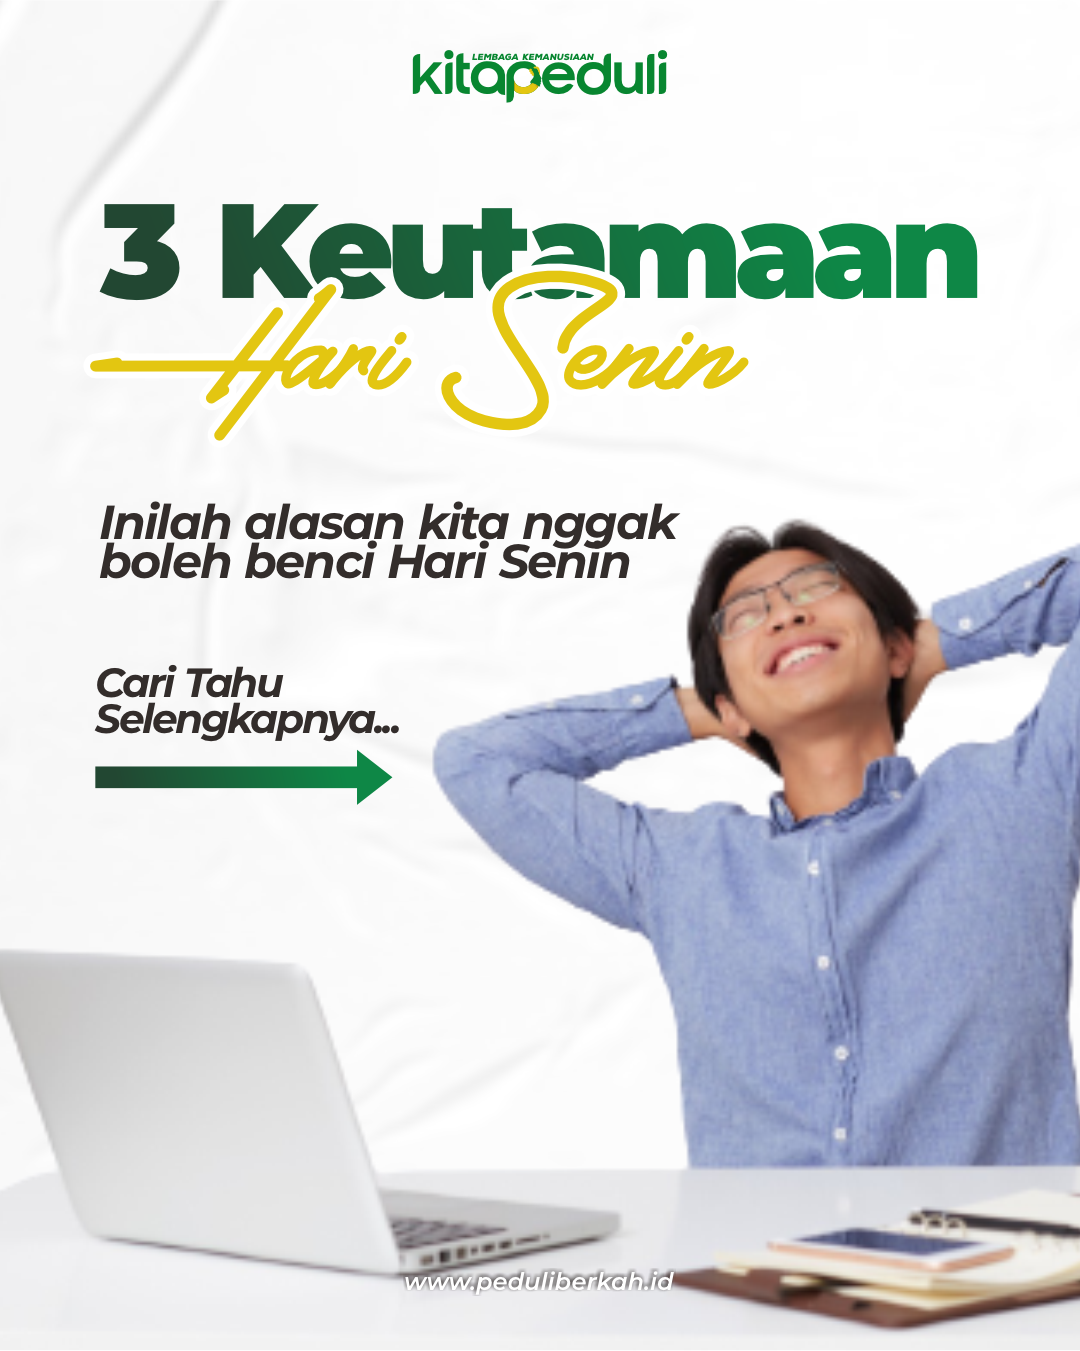 LEMBAGA KEMANUSIAAN
kitapeduli
3 Keutamaan
Hari Senin
Inilah alasan kita nggak
boleh benci Hari Senin
Cari Tahu
Selengkapnya...
www.peduliberkah.id